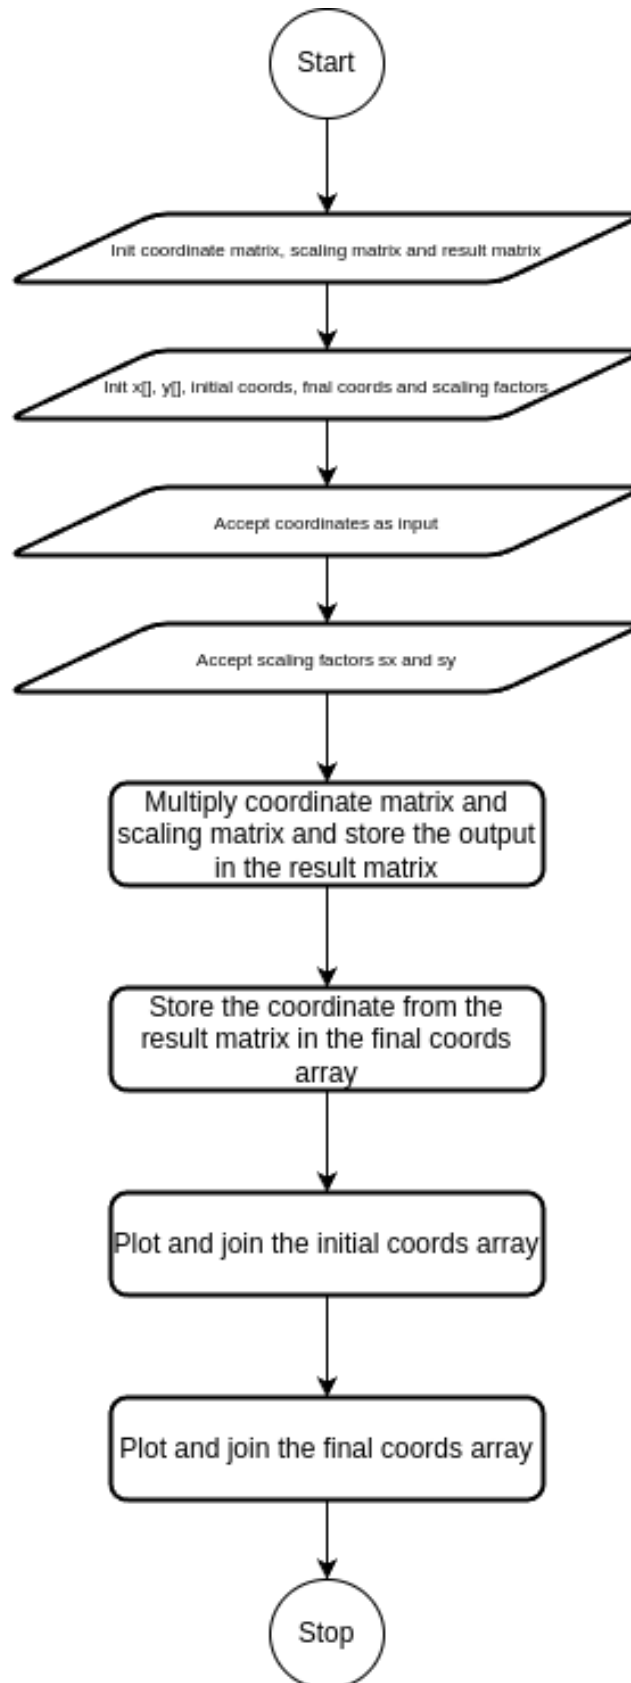 Start
Init coordinate matrix, scaling matrix and result matrix
Init x[], y[], initial coords, fnal coords and scaling factors
Accept coordinates as input
Accept scaling factors sx and sy
Multiply coordinate matrix and
scaling matrix and store the output
in the result matrix
Store the coordinate from the
result matrix in the final coords
array
Plot and join the initial coords array
Plot and join the final coords array
Stop